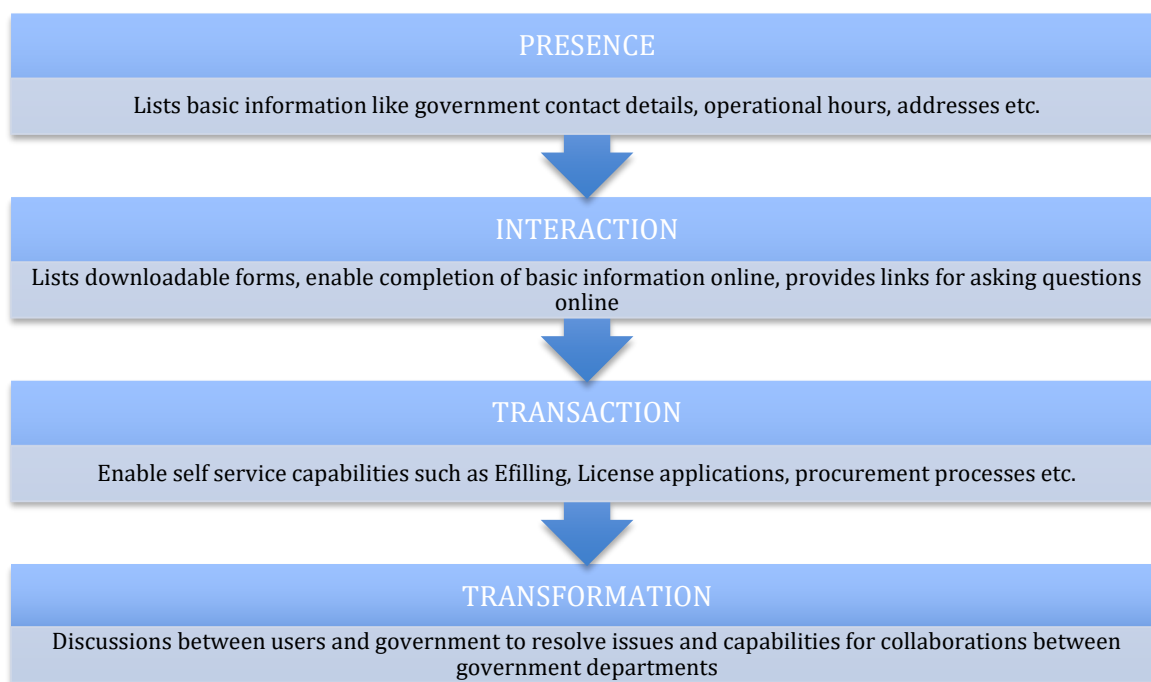 PRESENCE
Lists basic information like government contact details, operational hours, addresses etc.
INTERACTION
Lists downloadable forms, enable completion of basic information online, provides links for asking questions
online
TRANSACTION
Enable self service capabilities such as Efilling, License applications, procurement processes etc.
TRANSFORMATION
Discussions between users and government to resolve issues and capabilities for collaborations between
government departments